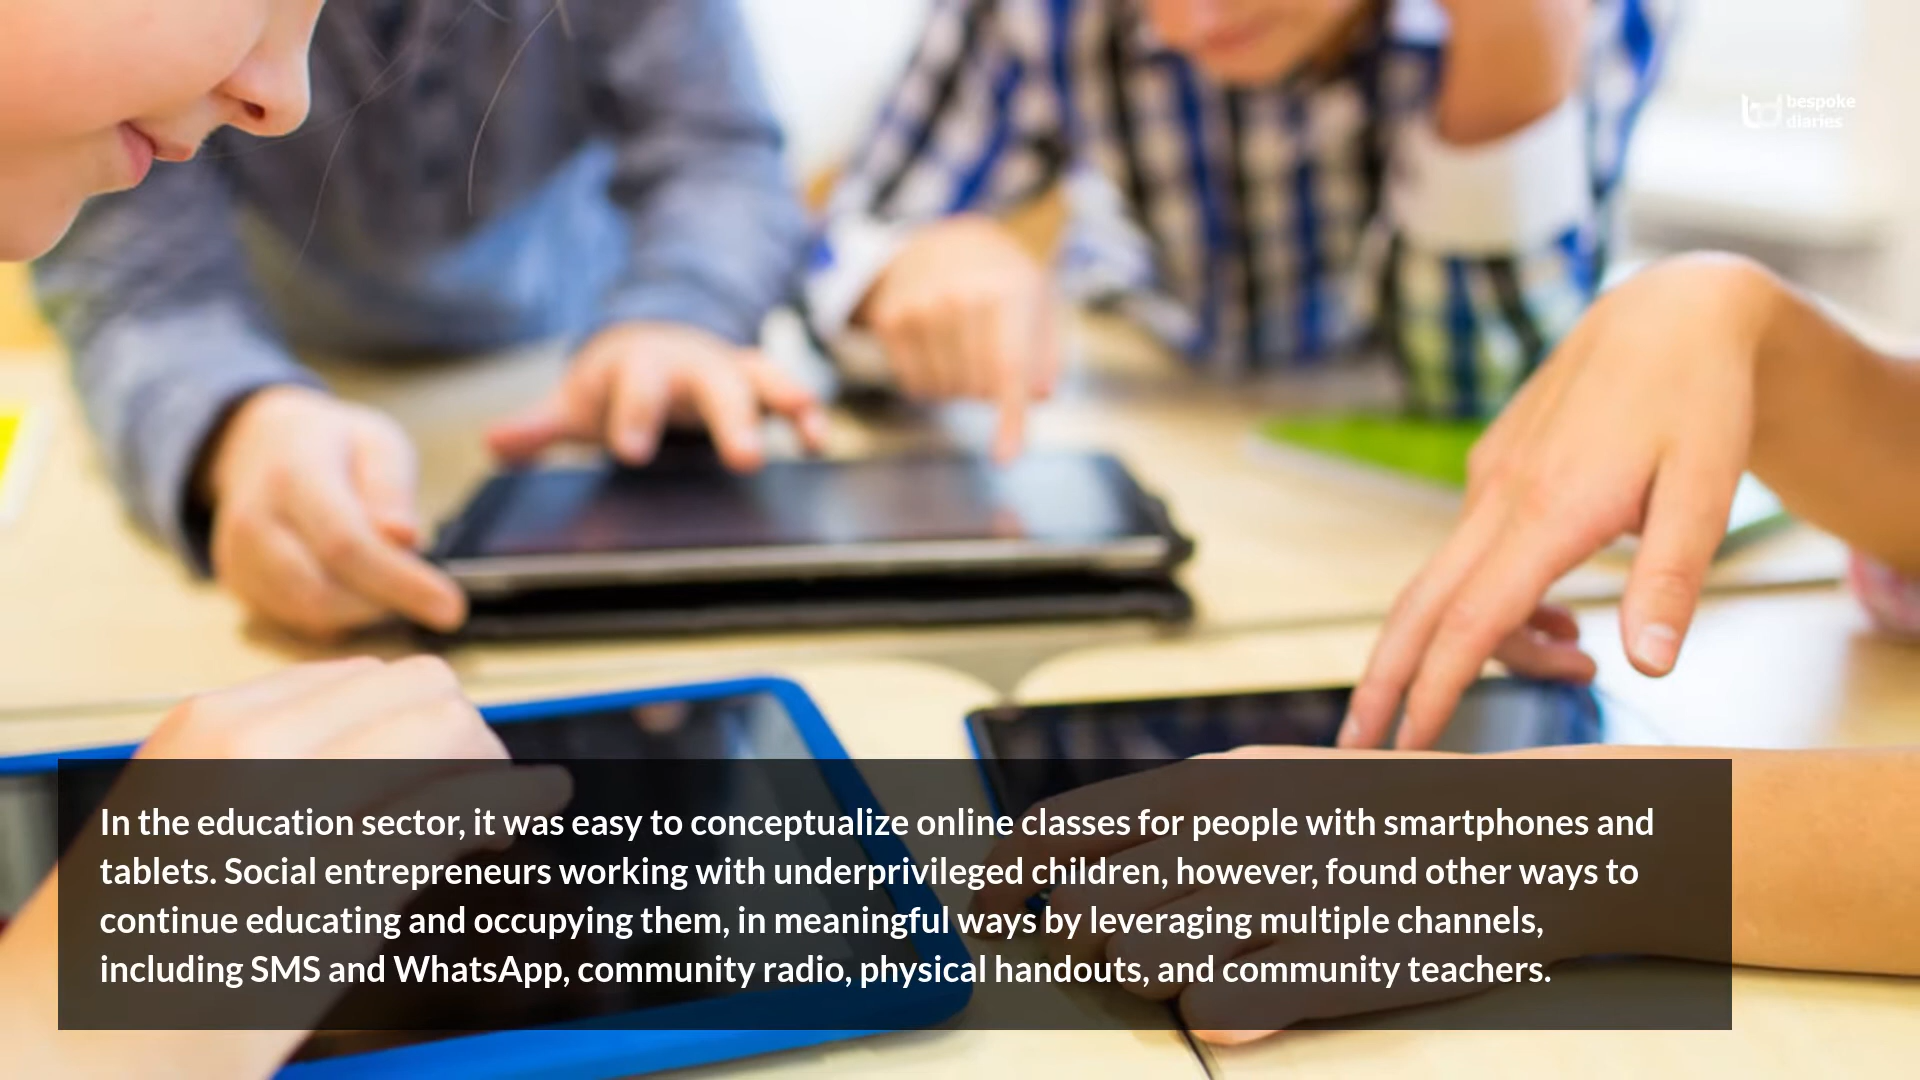 bespoke
diaries
In the education sector, it was easy to conceptualize online classes for people with smartphones and
tablets. Social entrepreneurs working with underprivileged children, however, found other ways to
continue educating and occupying them, in meaningful ways by leveraging multiple channels,
including SMS and WhatsApp, community radio, physical handouts, and community teachers.